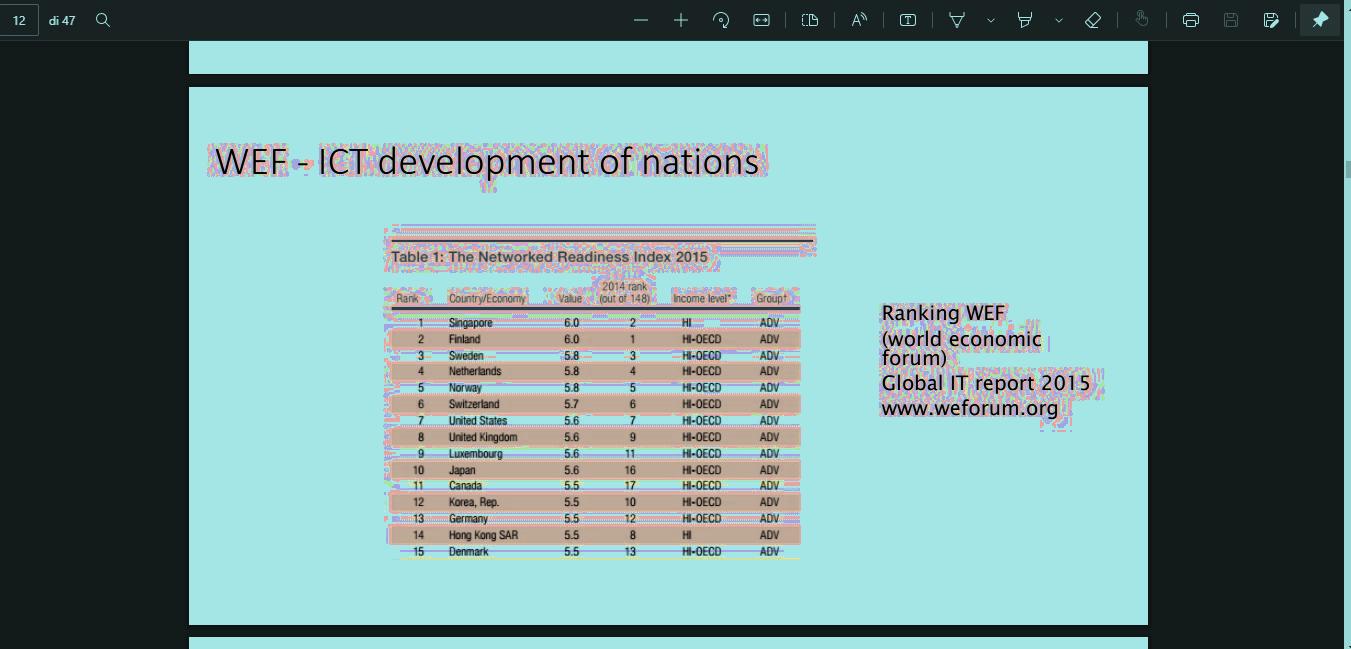 12 di 47
WEF - ICT development of nations
Table 1: The Networked Readiness Index 2015
Rank Country/Economy Value 2014 rank (out of 148) Income level* Group†
1 Singapore 6.0 2 HI ADV
2 Finland 6.0 1 HI-OECD ADV
3 Sweden 5.8 3 HI-OECD ADV
4 Netherlands 5.8 4 HI-OECD ADV
5 Norway 5.8 5 HI-OECD ADV
6 Switzerland 5.7 6 HI-OECD ADV
7 United States 5.6 7 HI-OECD ADV
8 United Kingdom 5.6 9 HI-OECD ADV
9 Luxembourg 5.6 11 HI-OECD ADV
10 Japan 5.6 16 HI-OECD ADV
11 Canada 5.5 17 HI-OECD ADV
12 Korea, Rep. 5.5 10 HI-OECD ADV
13 Germany 5.5 12 HI-OECD ADV
14 Hong Kong SAR 5.5 8 HI ADV
15 Denmark 5.5 13 HI-OECD ADV
Ranking WEF
(world economic
forum)
Global IT report 2015
www.weforum.org